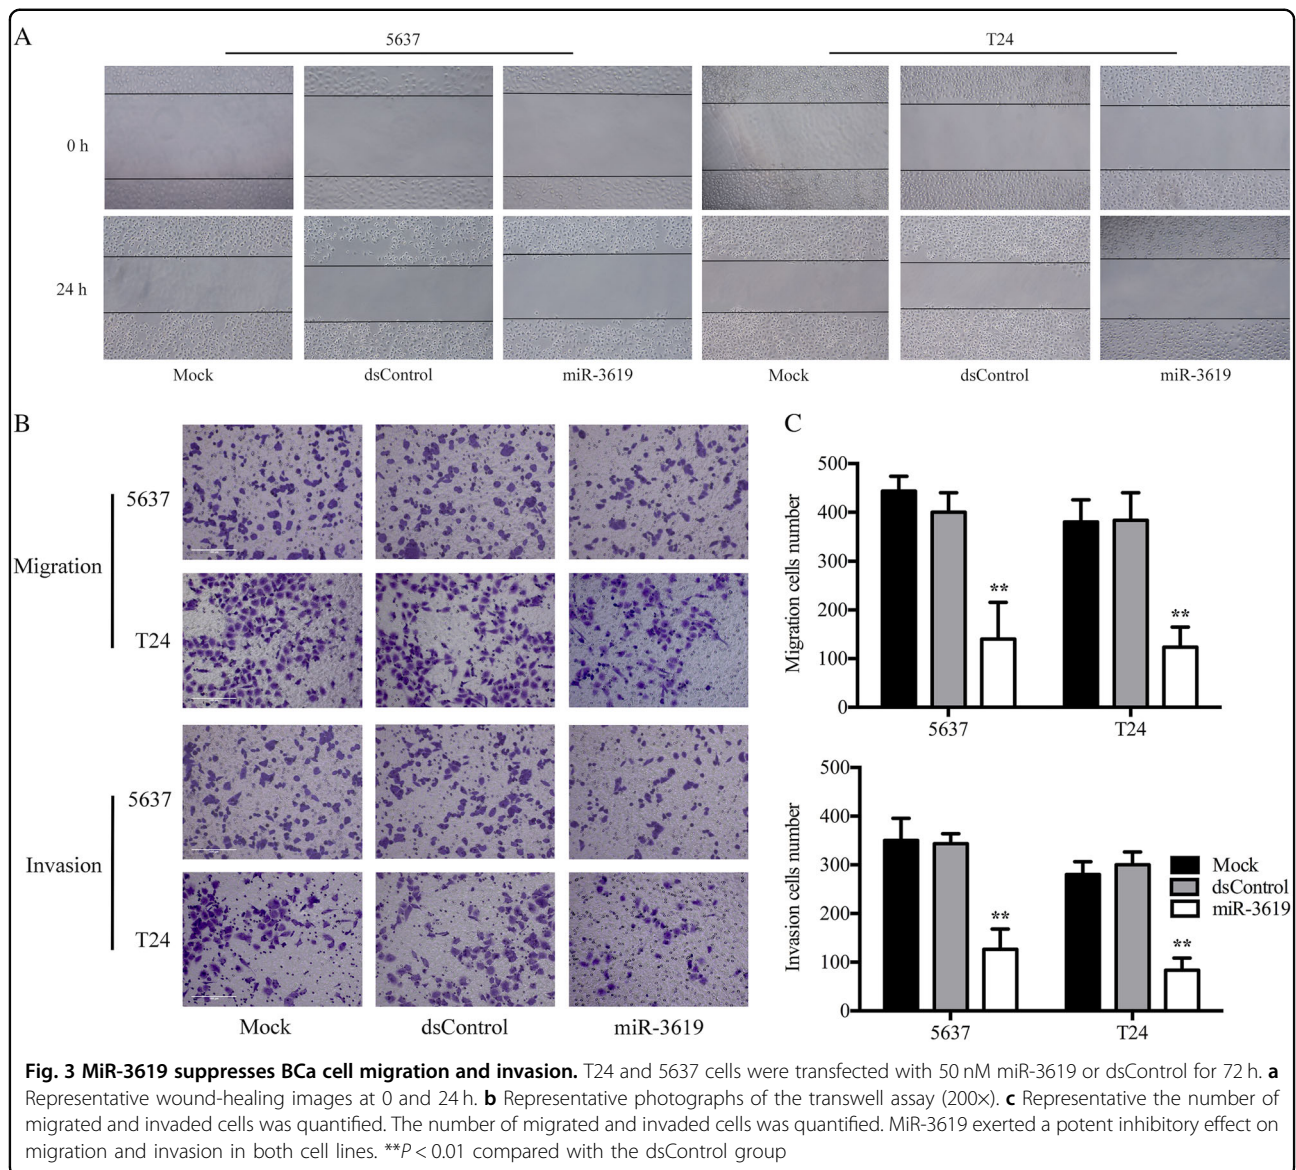 A
5637
T24
0 h
24 h
Mock
dsControl
miR-3619
Mock
dsControl
miR-3619
B
5637
Migration
T24
5637
Invasion
T24
Mock
dsControl
miR-3619
C
500
400
300
200
100
0
Migration cells number
**
**
5637
T24
500
400
300
200
100
0
Invasion cells number
**
**
5637
T24
Mock
dsControl
miR-3619
Fig. 3 MiR-3619 suppresses BCa cell migration and invasion. T24 and 5637 cells were transfected with 50 nM miR-3619 or dsControl for 72 h. a
Representative wound-healing images at 0 and 24 h. b Representative photographs of the transwell assay (200×). c Representative the number of
migrated and invaded cells was quantified. The number of migrated and invaded cells was quantified. MiR-3619 exerted a potent inhibitory effect on
migration and invasion in both cell lines. **P < 0.01 compared with the dsControl group